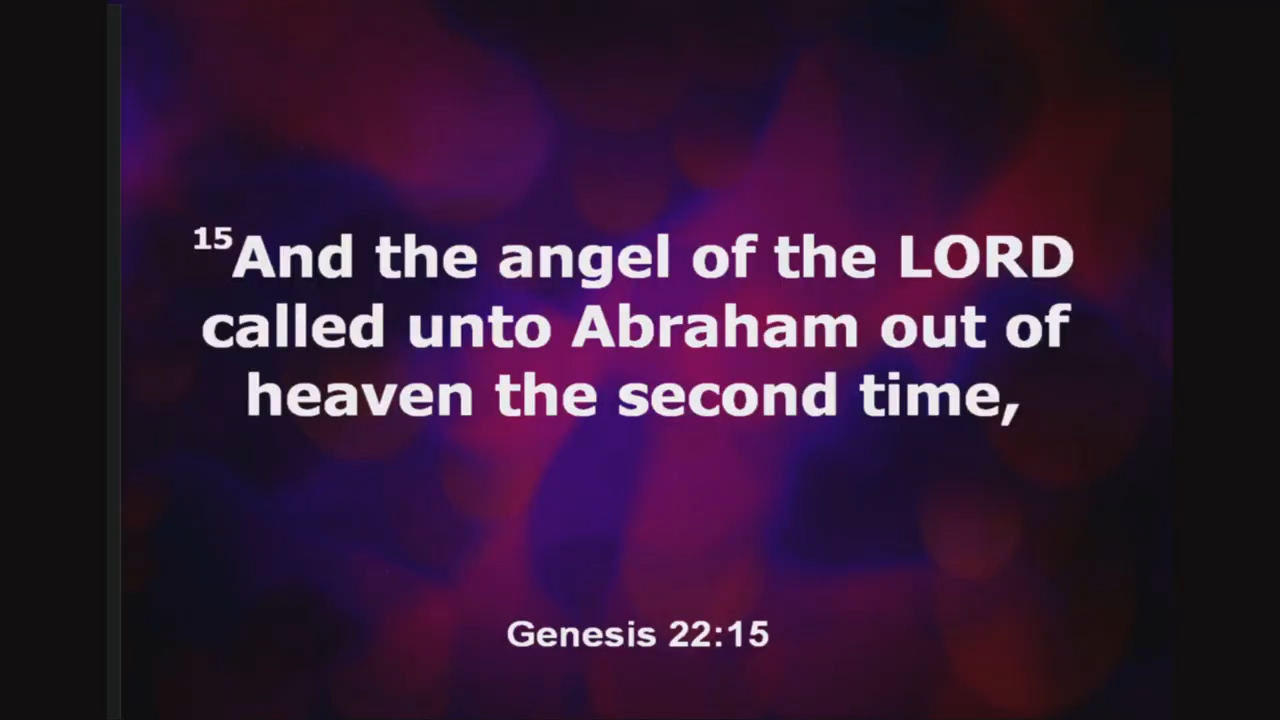 15And the angel of the LORD
called unto Abraham out of
heaven the second time,
Genesis 22:15